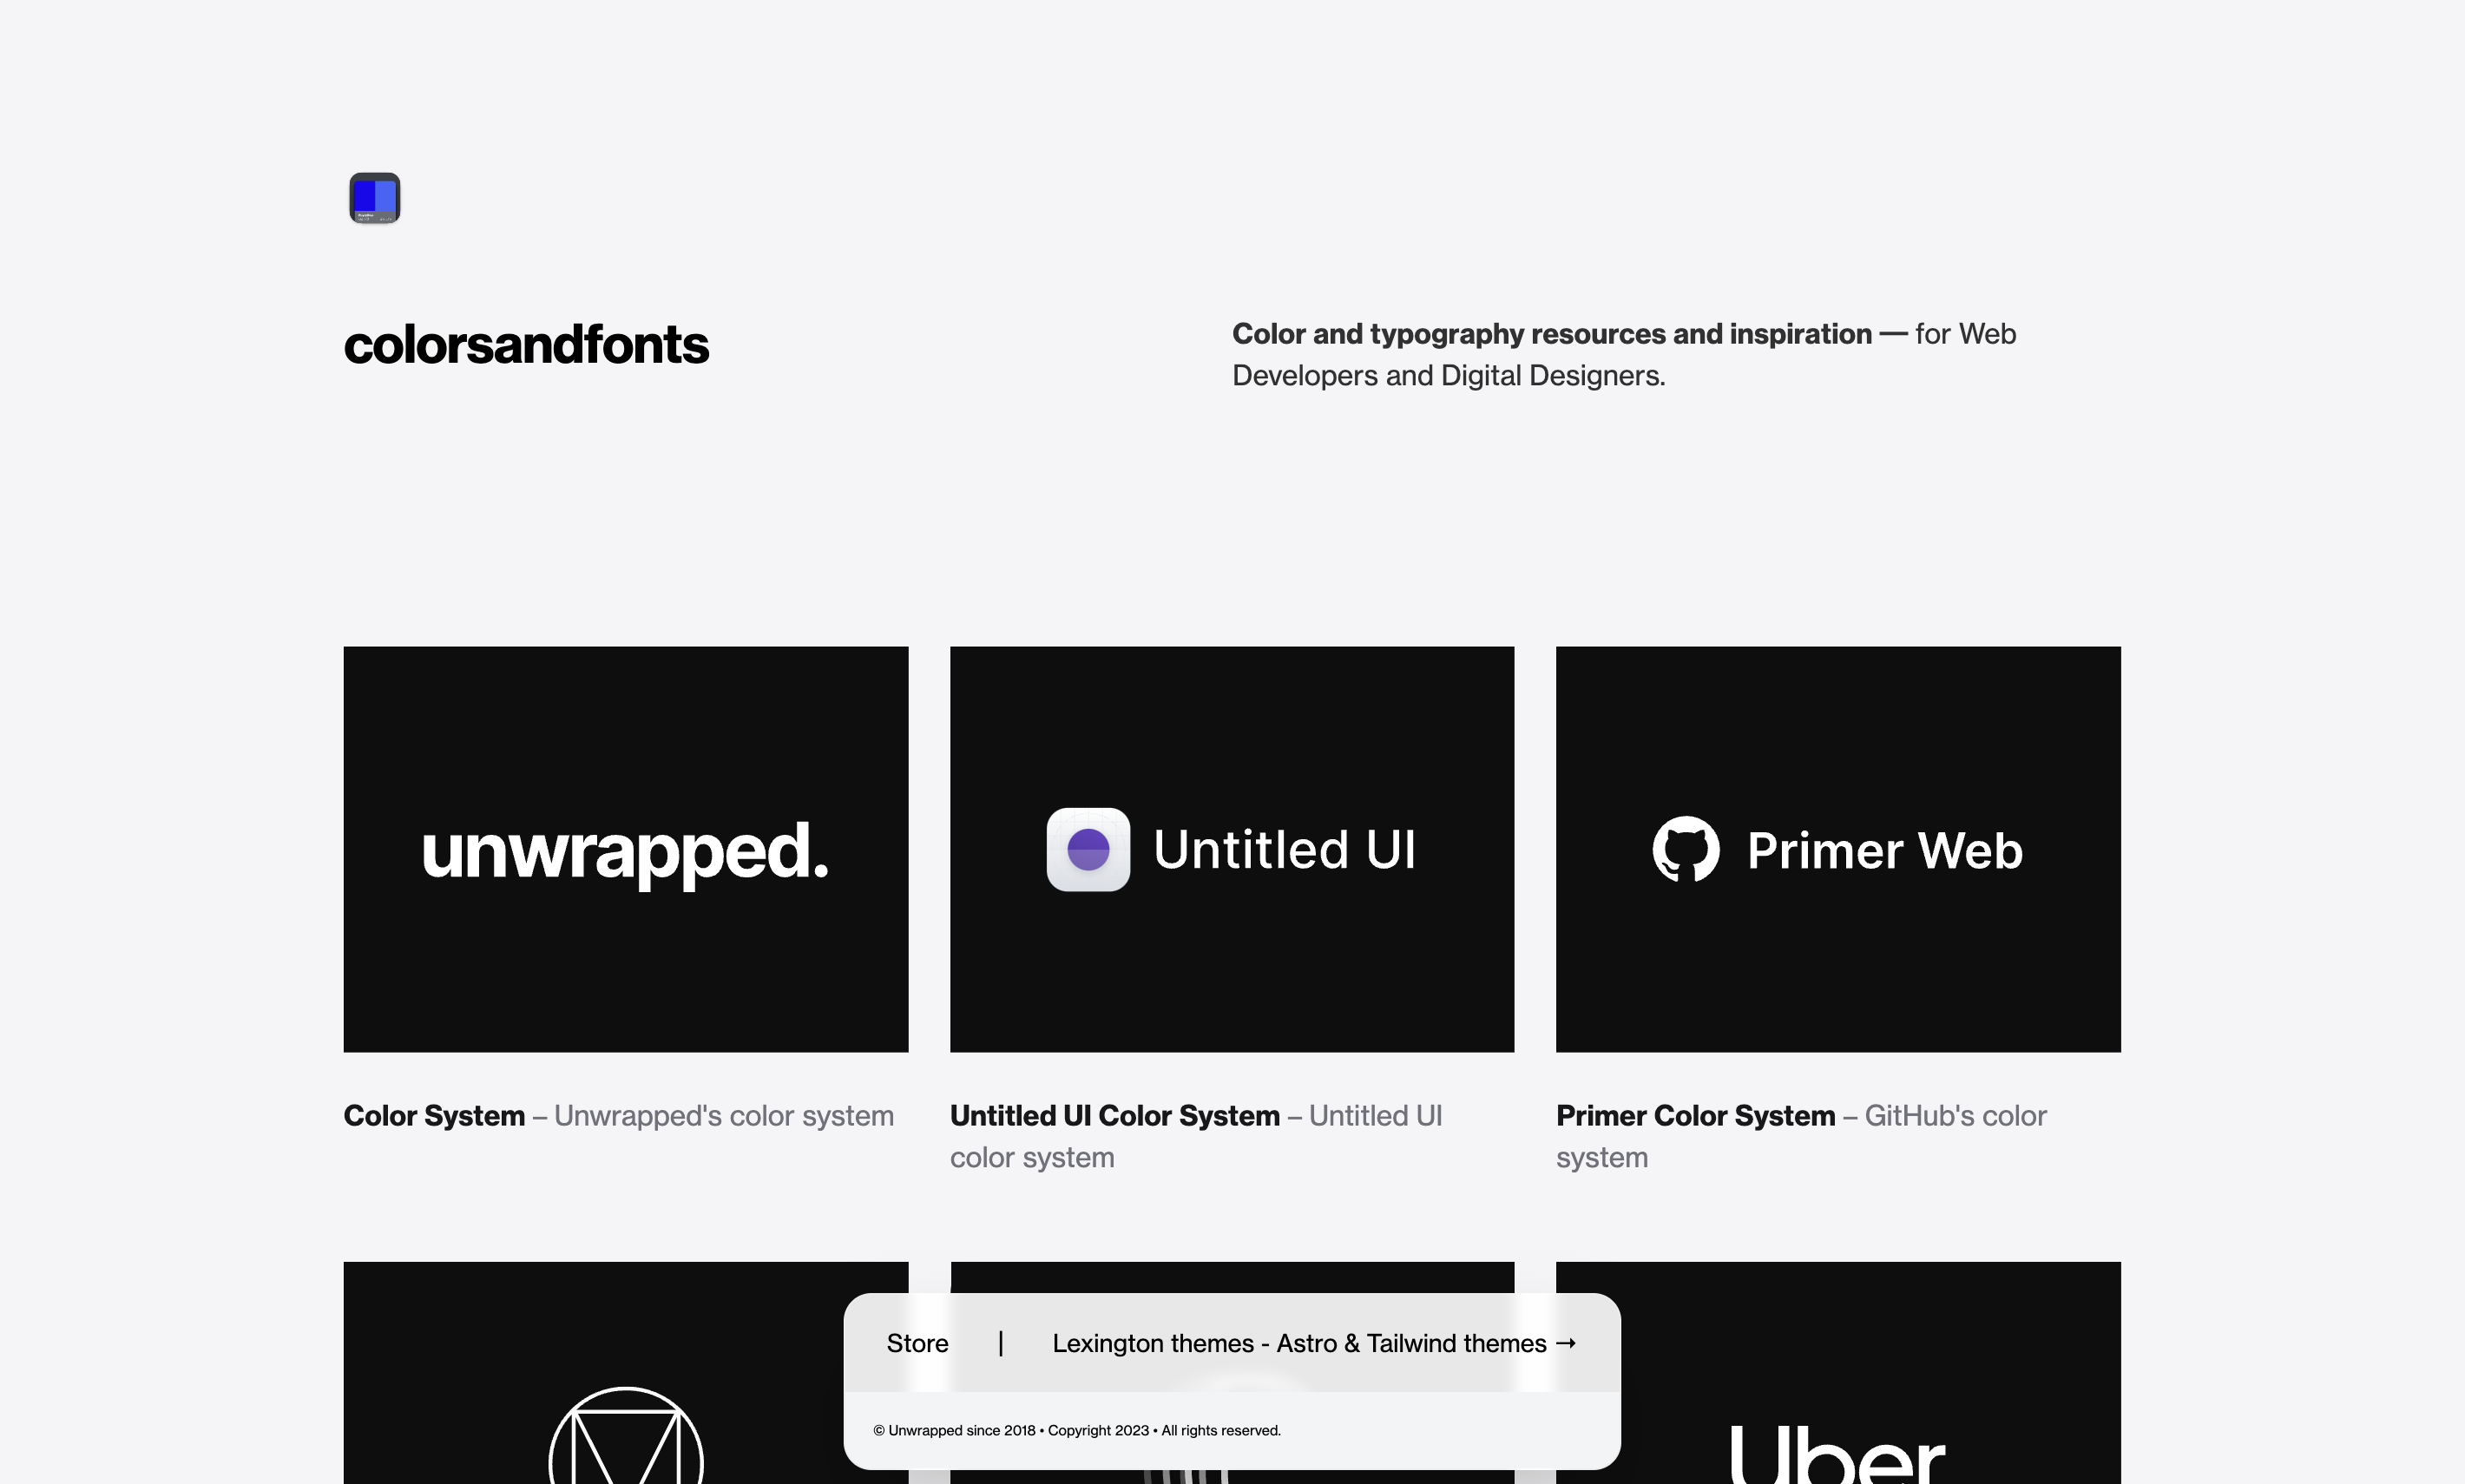 colorsandfonts
Color and typography resources and inspiration — for Web
Developers and Digital Designers.
unwrapped.
Untitled UI
Primer Web
Color System – Unwrapped's color system
Untitled UI Color System – Untitled UI
color system
Primer Color System – GitHub's color
system
Store | Lexington themes - Astro & Tailwind themes →
© Unwrapped since 2018 • Copyright 2023 • All rights reserved.
Uber